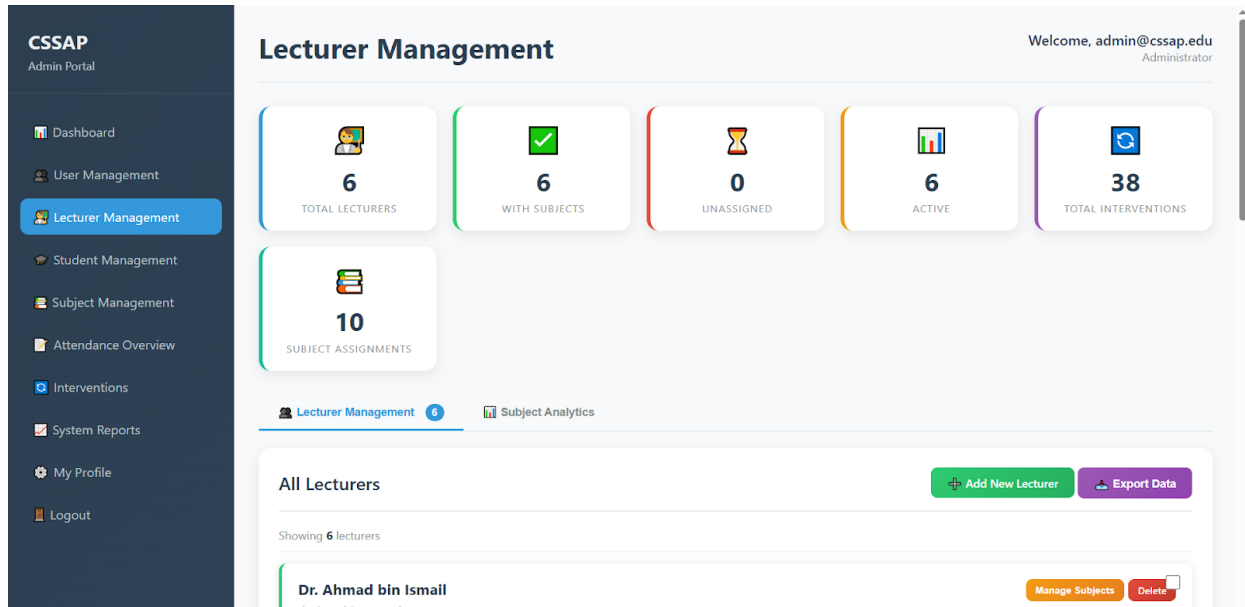 CSSAP
Admin Portal
Dashboard
User Management
Lecturer Management
Student Management
Subject Management
Attendance Overview
Interventions
System Reports
My Profile
Logout
Lecturer Management
Welcome, admin@cssap.edu
Administrator
6
TOTAL LECTURERS
6
WITH SUBJECTS
0
UNASSIGNED
6
ACTIVE
38
TOTAL INTERVENTIONS
10
SUBJECT ASSIGNMENTS
Lecturer Management 6
Subject Analytics
All Lecturers
Add New Lecturer
Export Data
Showing 6 lecturers
Dr. Ahmad bin Ismail
Manage Subjects
Delete